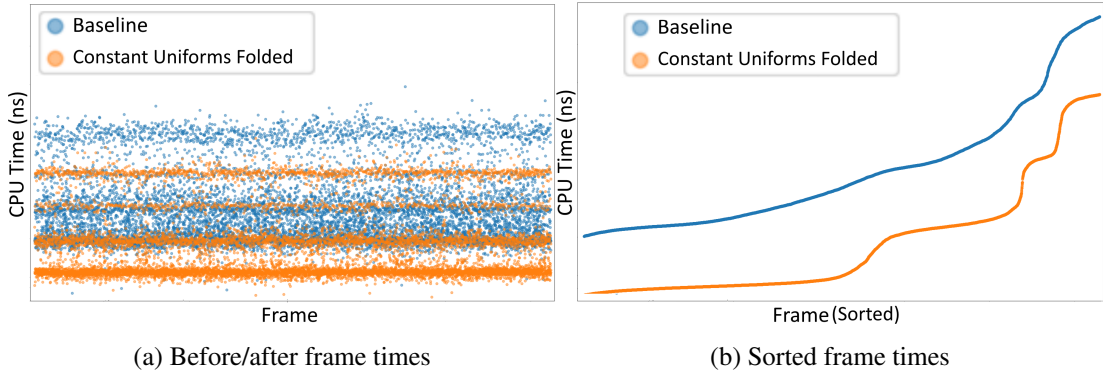 Baseline
Constant Uniforms Folded
CPU Time (ns)
Frame
(a) Before/after frame times
Baseline
Constant Uniforms Folded
CPU Time (ns)
Frame (Sorted)
(b) Sorted frame times